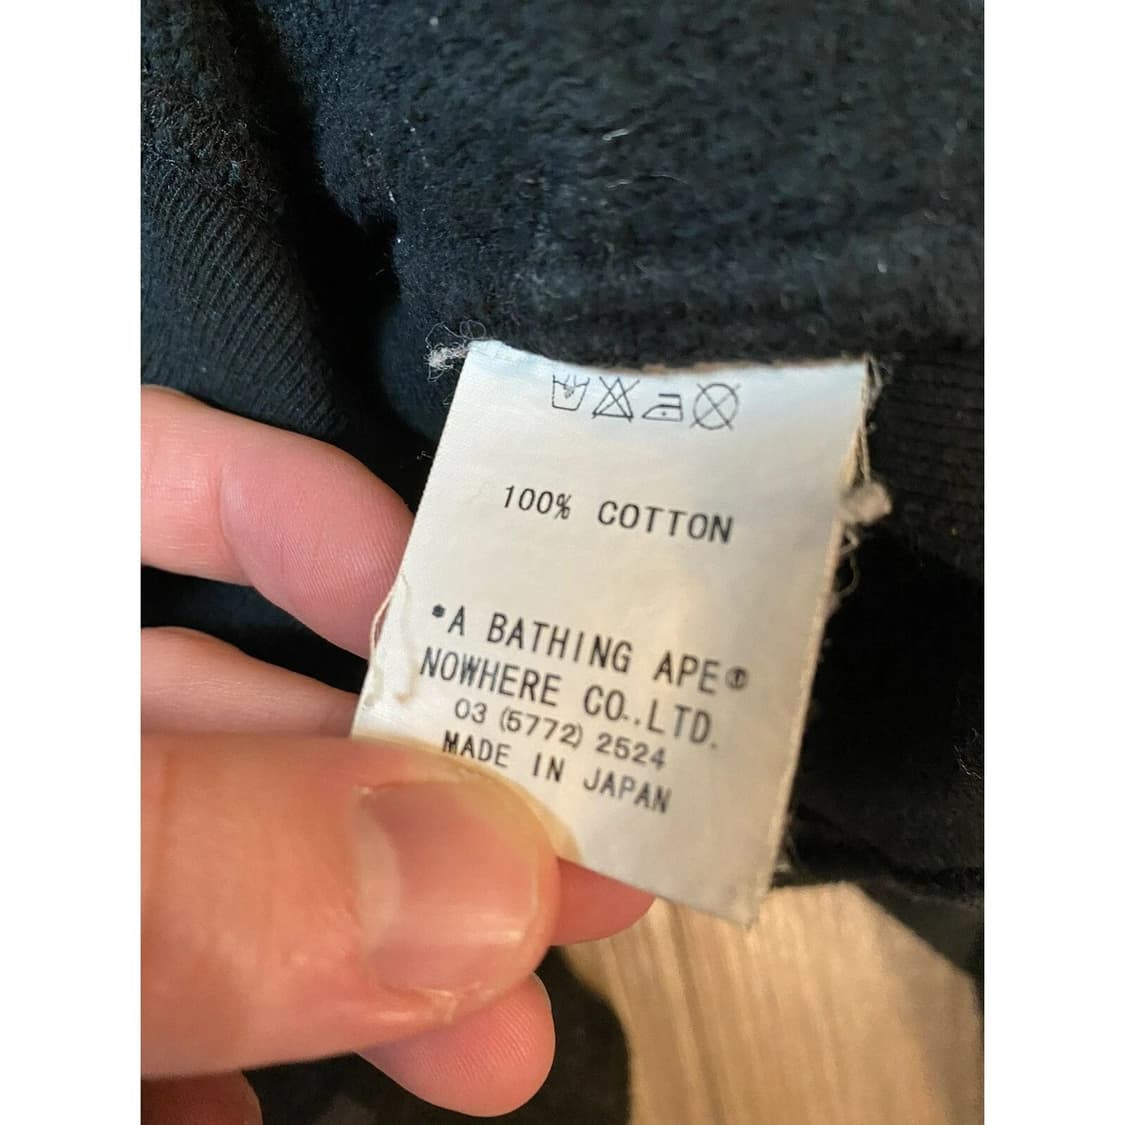 100% COTTON
*A BATHING APE®
NOWHERE CO.,LTD.
03 (5772) 2524
MADE IN JAPAN